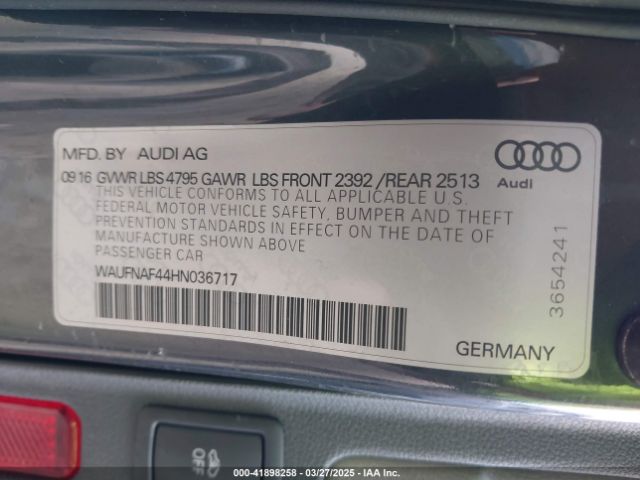 MFD. BY AUDI AG
09 16 GVWR LBS 4795 GAWR LBS FRONT 2392 / REAR 2513
THIS VEHICLE CONFORMS TO ALL APPLICABLE U.S.
FEDERAL MOTOR VEHICLE SAFETY, BUMPER AND THEFT
PREVENTION STANDARDS IN EFFECT ON THE DATE OF
MANUFACTURE SHOWN ABOVE
PASSENGER CAR
WAUFNAF44HN036717
Audi
3654241
GERMANY
OFF
000-41898258 - 03/27/2025 - IAA Inc.